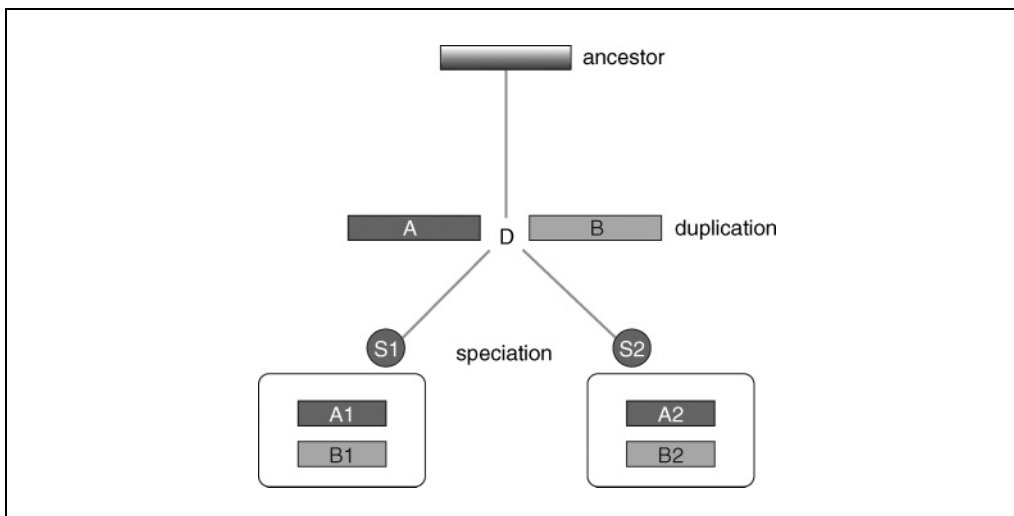 ancestor
A D B duplication
S1 speciation S2
A1 A2
B1 B2